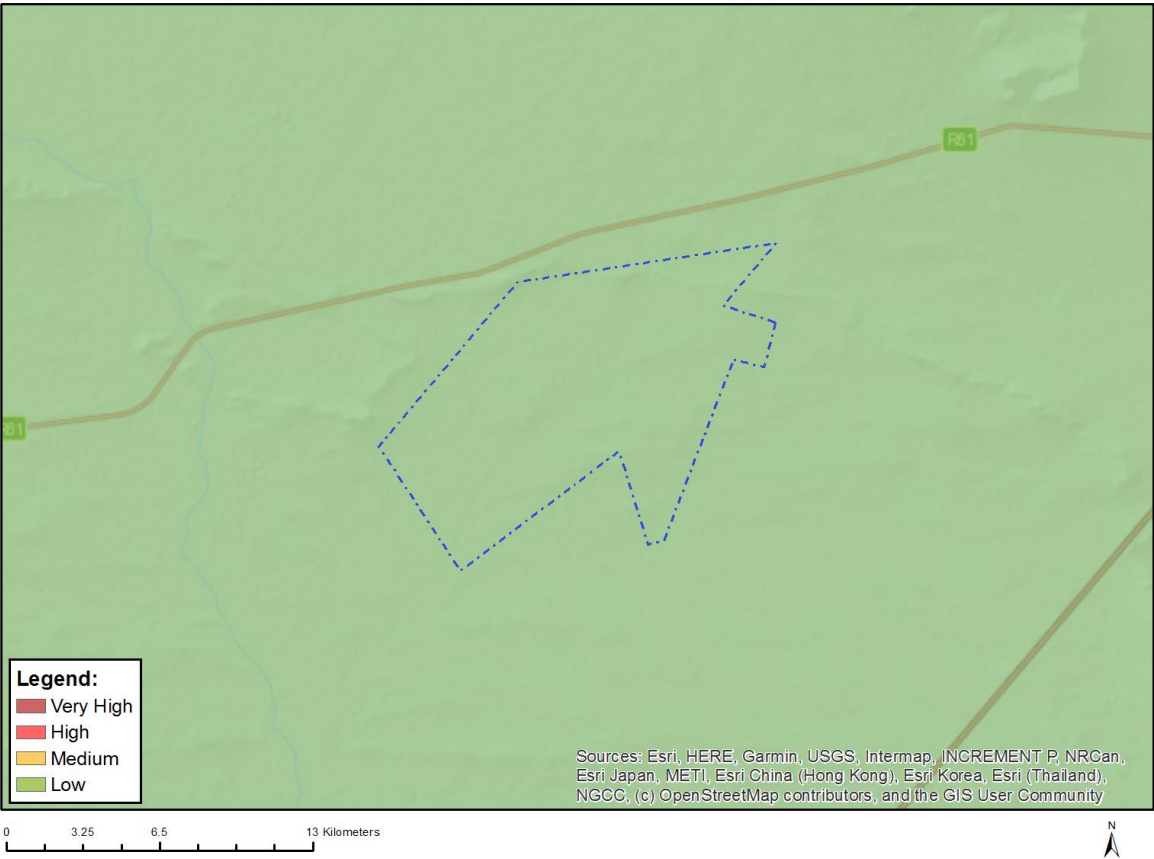 R61
R61
Legend:
Very High
High
Medium
Low
Sources: Esri, HERE, Garmin, USGS, Intermap, INCREMENT P, NRCan,
Esri Japan, METI, Esri China (Hong Kong), Esri Korea, Esri (Thailand),
NGCC, (c) OpenStreetMap contributors, and the GIS User Community
0 3.25 6.5 13 Kilometers
N